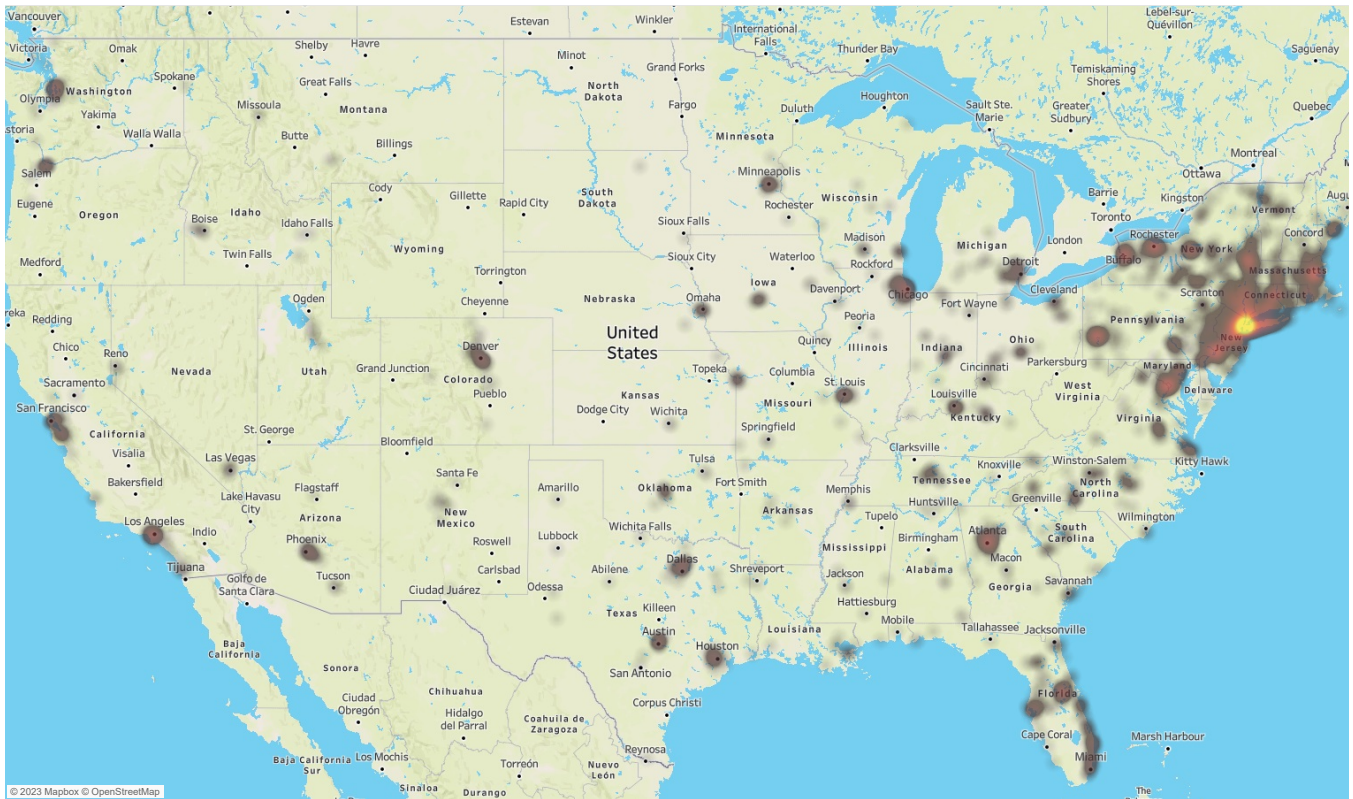 Vancouver
Estevan
Winkler
International
Falls
Lebel-sur-
Quévillon
Victoria
Omak
Shelby
Havre
Minot
Thunder Bay
Saguenay
Spokane
Great Falls
Grand Forks
Temiskaming
Shores
Washington
Montana
North
Dakota
Houghton
Olympia
Missoula
Fargo
Duluth
Sault Ste.
Marie
Greater
Sudbury
Quebec
Yakima
storia
Walla Walla
Butte
Billings
Minnesota
Montreal
Salem
Minneapolis
Ottawa
Cody
Gillette
South
Dakota
Wisconsin
Barrie
Kingston
Augu
Eugene
Oregon
Boise
Idaho
Idaho Falls
Rapid City
Rochester
Toronto
Vermont
Sioux Falls
Madison
Michigan
London
Rochester
Concord
Medford
Twin Falls
Wyoming
Sioux City
Waterloo
Rockford
Detroit
Buffalo
New York
Massachusetts
Torrington
Iowa
Davenport
Chicago
Fort Wayne
Cleveland
Scranton
Connecticut
Ogden
Cheyenne
Nebraska
Omaha
reka
Redding
Peoria
Pennsylvania
United
States
Chico
Reno
Denver
Quincy
Illinois
Indiana
Ohio
New
Jersey
Nevada
Utah
Grand Junction
Colorado
Topeka
Columbia
Cincinnati
Parkersburg
Maryland
Sacramento
Pueblo
Kansas
Missouri
St. Louis
West
Virginia
Delaware
San Francisco
Dodge City
Wichita
Louisville
Kentucky
Virginia
California
St. George
Bloomfield
Springfield
Visalia
Las Vegas
Clarksville
Kitty Hawk
Bakersfield
Santa Fe
Tulsa
Knoxville
Winston-Salem
Lake Havasu
City
Flagstaff
Amarillo
Oklahoma
Fort Smith
Memphis
Tennessee
North
Carolina
Los Angeles
Indio
Arizona
New
Mexico
Arkansas
Huntsville
Greenville
Phoenix
Wichita Falls
Tupelo
Atlanta
South
Carolina
Wilmington
Roswell
Lubbock
Birmingham
Tijuana
Tucson
Carlsbad
Abilene
Dallas
Shreveport
Mississippi
Alabama
Macon
Golfo de
Santa Clara
Ciudad Juárez
Odessa
Jackson
Georgia
Savannah
Texas
Killeen
Hattiesburg
Baja
California
Austin
Louisiana
Mobile
Tallahassee
Jacksonville
Houston
Sonora
San Antonio
Ciudad
Obregón
Chihuahua
Florida
Hidalgo
del Parral
Coahuila de
Zaragoza
Corpus Christi
Cape Coral
Marsh Harbour
Reynosa
Miami
Baja California
Sur
Los Mochis
Torreón
Nuevo
León
Sinaloa
Durango
The
© 2023 Mapbox © OpenStreetMap